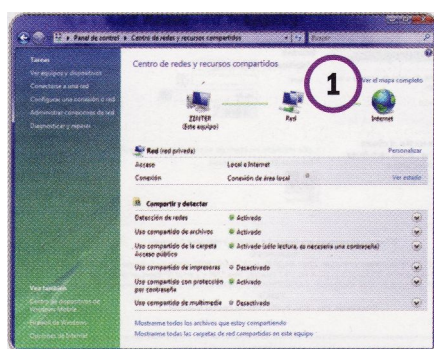 Panel de control ▸ Centro de redes y recursos compartidos
Buscar
Tareas
Ver equipos y dispositivos
Conectarse a una red
Configurar una conexión o red
Administrar conexiones de red
Diagnosticar y reparar
Centro de redes y recursos compartidos
1
Ver el mapa completo
(Este equipo)
Red
Internet
Red (red privada)
Personalizar
Acceso
Local e Internet
Conexión
Conexión de área local
Ver estado
Compartir y detectar
Detección de redes
Activado
Uso compartido de archivos
Activado
Uso compartido de la carpeta
Acceso público
Activado (sólo lectura, es necesaria una contraseña)
Uso compartido de impresoras
Desactivado
Uso compartido con protección
por contraseña
Activado
Uso compartido de multimedia
Desactivado
Vea también
Centro de dispositivos de
Windows Mobile
Firewall de Windows
Opciones de Internet
Mostrarme todos los archivos que estoy compartiendo
Mostrarme todas las carpetas de red compartidas en este equipo